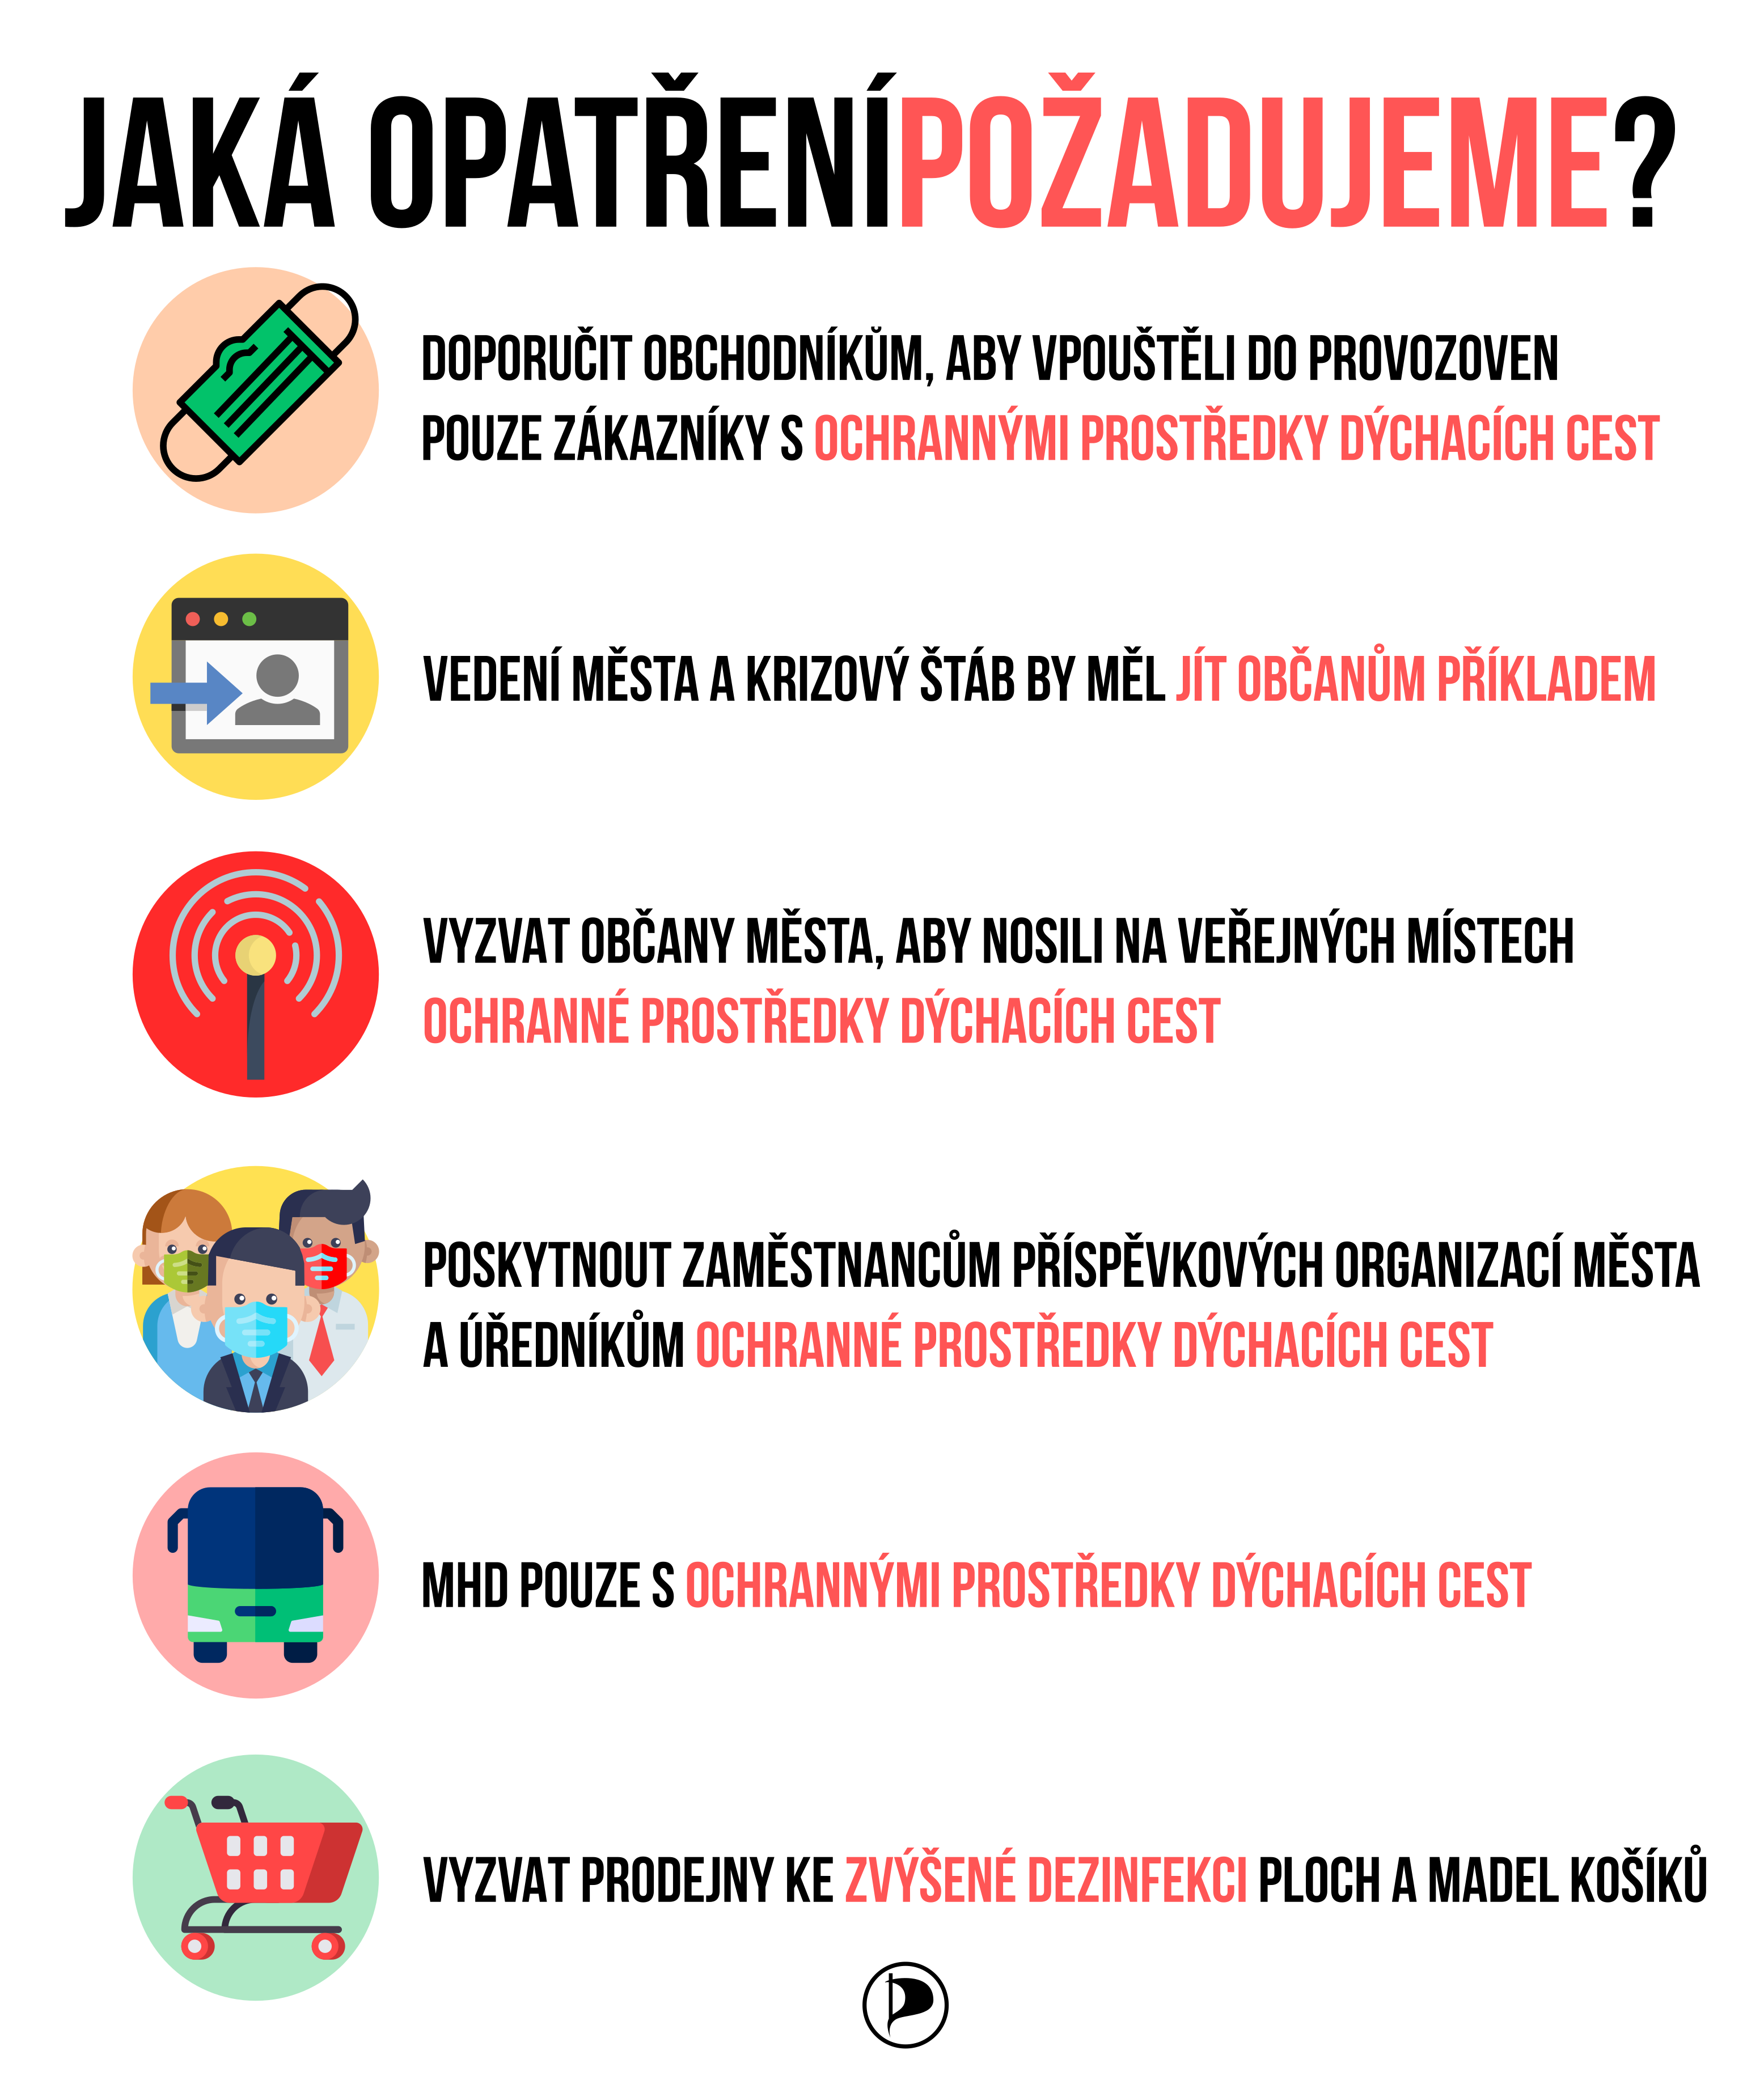 JAKÁ OPATŘENÍ POŽADUJEME?
DOPORUČIT OBCHODNÍKŮM, ABY VPOUŠTĚLI DO PROVOZOVEN
POUZE ZÁKAZNÍKY S OCHRANNÝMI PROSTŘEDKY DÝCHACÍCH CEST
VEDENÍ MĚSTA A KRIZOVÝ ŠTÁB BY MĚL JÍT OBČANŮM PŘÍKLADEM
VYZVAT OBČANY MĚSTA, ABY NOSILI NA VEŘEJNÝCH MÍSTECH
OCHRANNÉ PROSTŘEDKY DÝCHACÍCH CEST
POSKYTNOUT ZAMĚSTNANCŮM PŘÍSPĚVKOVÝCH ORGANIZACÍ MĚSTA
A ÚŘEDNÍKŮM OCHRANNÉ PROSTŘEDKY DÝCHACÍCH CEST
MHD POUZE S OCHRANNÝMI PROSTŘEDKY DÝCHACÍCH CEST
VYZVAT PRODEJNY KE ZVÝŠENÉ DEZINFEKCI PLOCH A MADEL KOŠÍKŮ